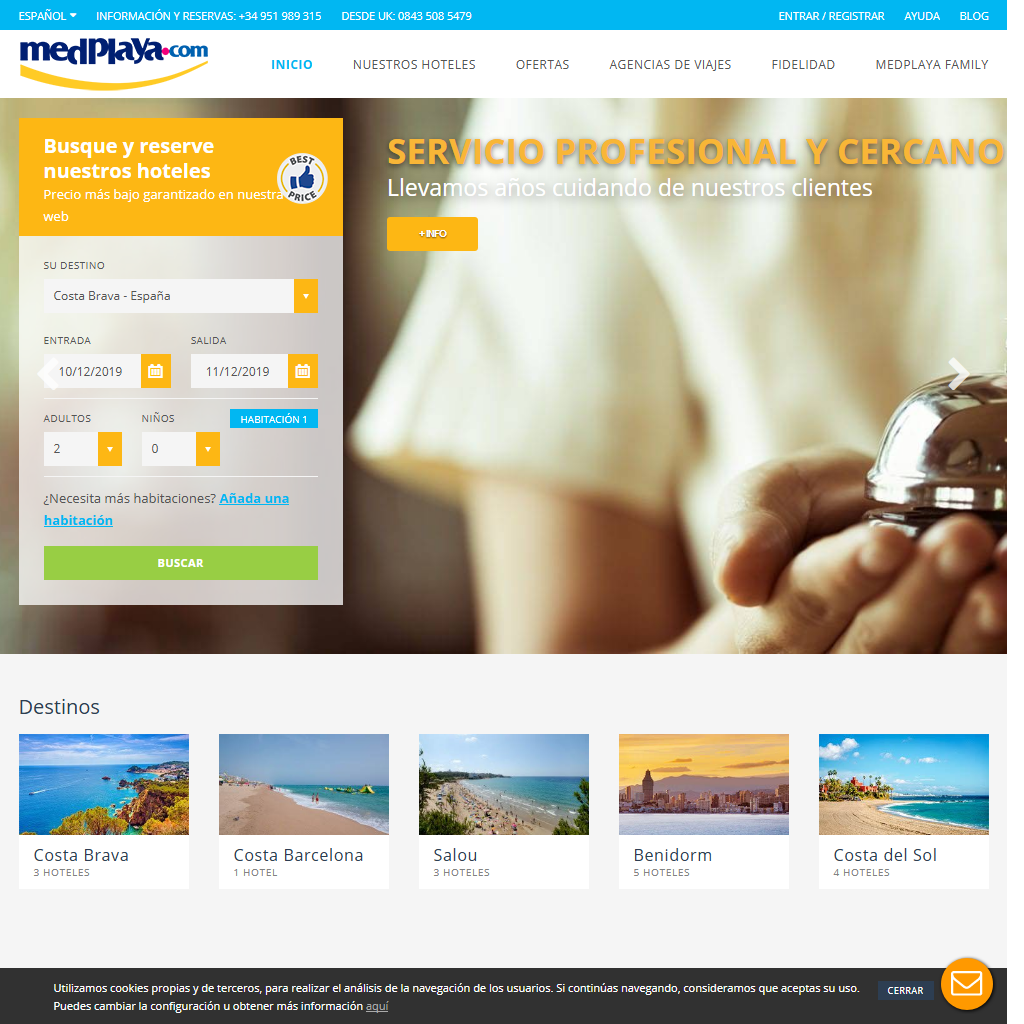 ESPAÑOL
INFORMACIÓN Y RESERVAS: +34 951 989 315
DESDE UK: 0843 508 5479
ENTRAR / REGISTRAR
AYUDA
BLOG
medplaya.com
INICIO
NUESTROS HOTELES
OFERTAS
AGENCIAS DE VIAJES
FIDELIDAD
MEDPLAYA FAMILY
Busque y reserve
nuestros hoteles
Precio más bajo garantizado en nuestra
web
BEST
PRICE
SERVICIO PROFESIONAL Y CERCANO
Llevamos años cuidando de nuestros clientes
+INFO
SU DESTINO
Costa Brava - España
ENTRADA
SALIDA
10/12/2019
11/12/2019
ADULTOS
NIÑOS
HABITACIÓN 1
2
0
¿Necesita más habitaciones? Añada una
habitación
BUSCAR
Destinos
Costa Brava
3 HOTELES
Costa Barcelona
1 HOTEL
Salou
3 HOTELES
Benidorm
5 HOTELES
Costa del Sol
4 HOTELES
Utilizamos cookies propias y de terceros, para realizar el análisis de la navegación de los usuarios. Si continúas navegando, consideramos que aceptas su uso.
Puedes cambiar la configuración u obtener más información aquí
CERRAR